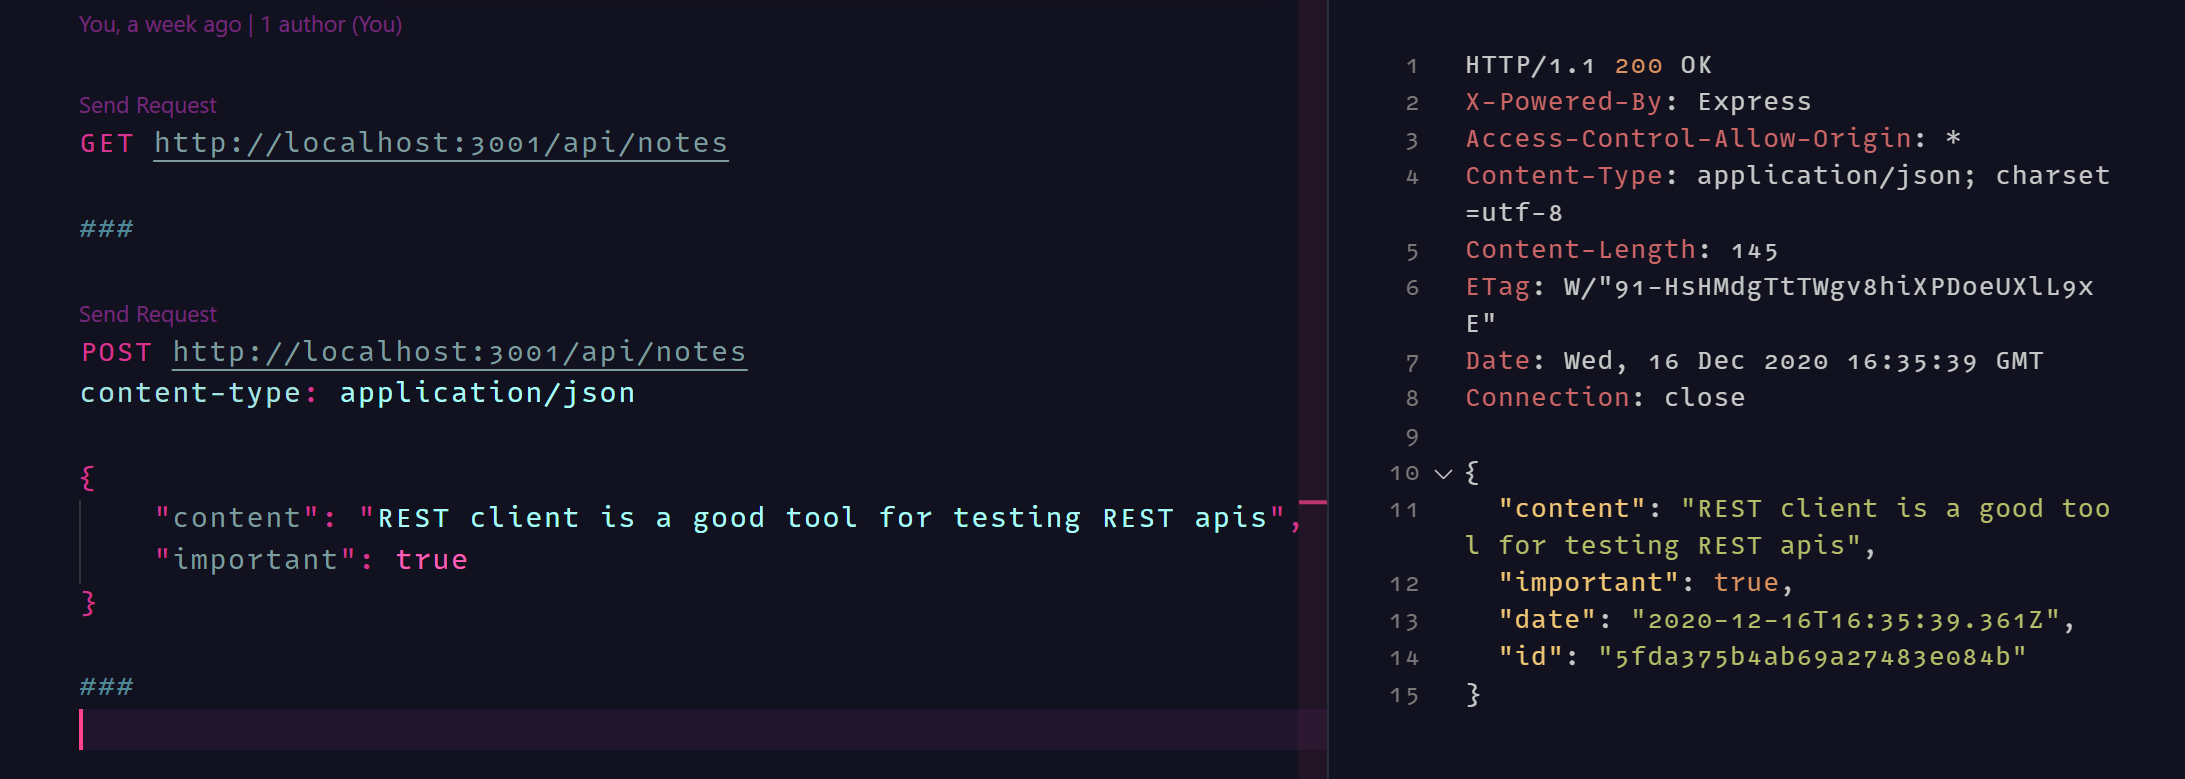 You, a week ago | 1 author (You)
Send Request
GET http://localhost:3001/api/notes
###
Send Request
POST http://localhost:3001/api/notes
content-type: application/json
{
"content": "REST client is a good tool for testing REST apis",
"important": true
}
###
1 HTTP/1.1 200 OK
2 X-Powered-By: Express
3 Access-Control-Allow-Origin: *
4 Content-Type: application/json; charset
=utf-8
5 Content-Length: 145
6 ETag: W/"91-HsHMdgTtTWgv8hiXPDoeUXlL9x
E"
7 Date: Wed, 16 Dec 2020 16:35:39 GMT
8 Connection: close
9
10 {
11 "content": "REST client is a good too
l for testing REST apis",
12 "important": true,
13 "date": "2020-12-16T16:35:39.361Z",
14 "id": "5fda375b4ab69a27483e084b"
15 }